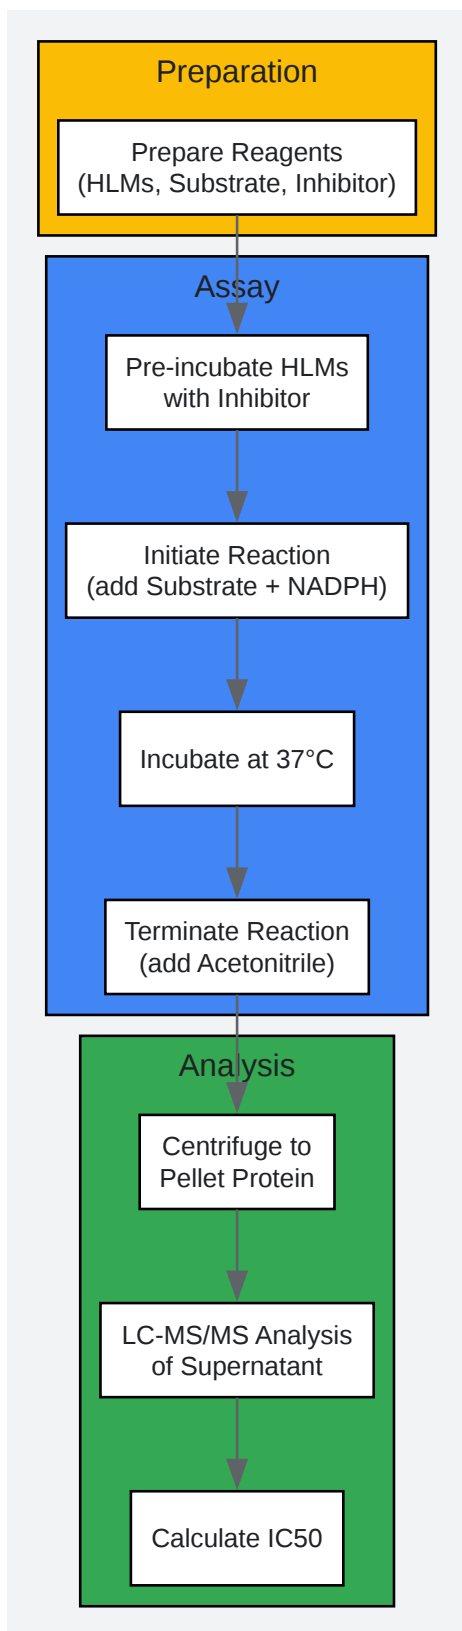 Preparation
Prepare Reagents
(HLMs, Substrate, Inhibitor)
Assay
Pre-incubate HLMs
with Inhibitor
Initiate Reaction
(add Substrate + NADPH)
Incubate at 37°C
Terminate Reaction
(add Acetonitrile)
Analysis
Centrifuge to
Pellet Protein
LC-MS/MS Analysis
of Supernatant
Calculate IC50